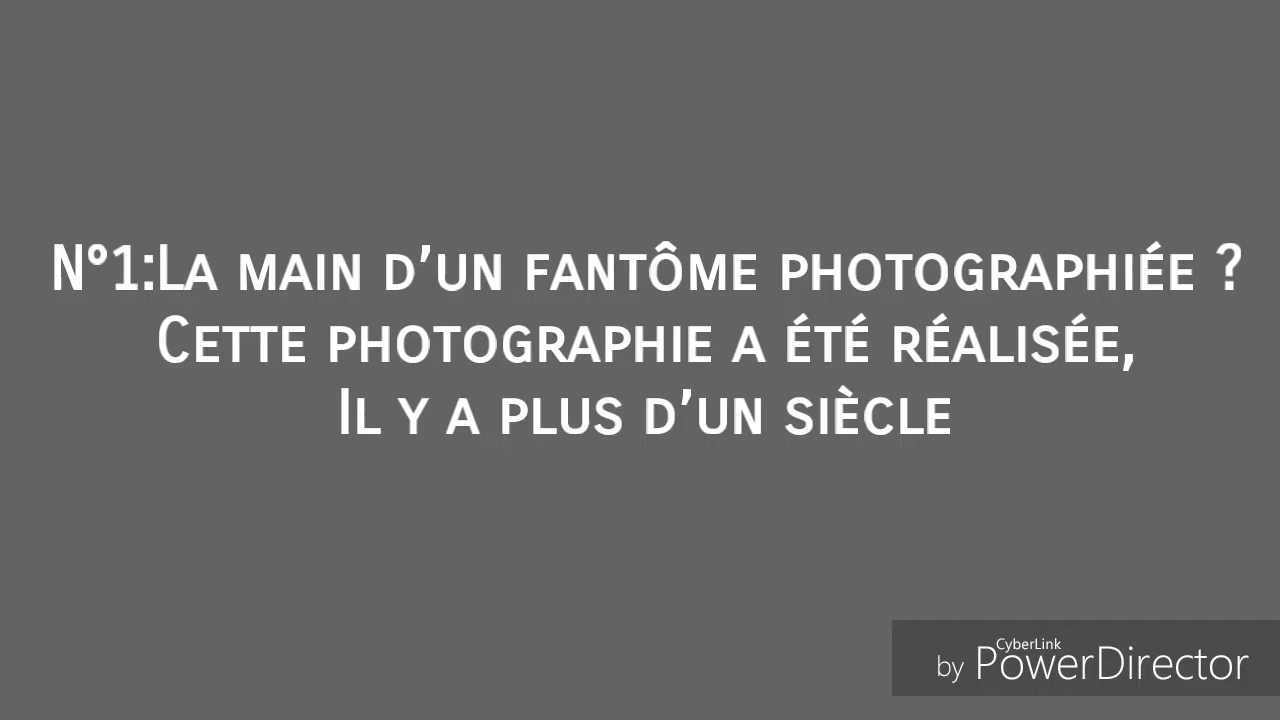 N°1:La main d’un fantôme photographiée ?
Cette photographie a été réalisée,
Il y a plus d’un siècle
CyberLink
by PowerDirector